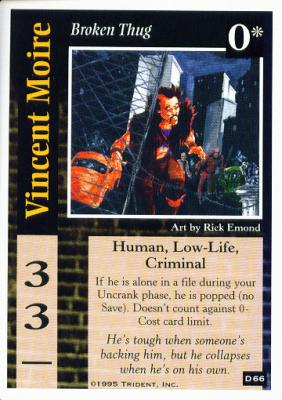 Vincent Moire
Broken Thug
0*
Art by Rick Emond
3
3
—
Human, Low-Life,
Criminal
If he is alone in a file during your
Uncrank phase, he is popped (no
Save). Doesn't count against 0-
Cost card limit.
He's tough when someone's
backing him, but he collapses
when he's on his own.
©1995 TRIDENT, INC.
D66